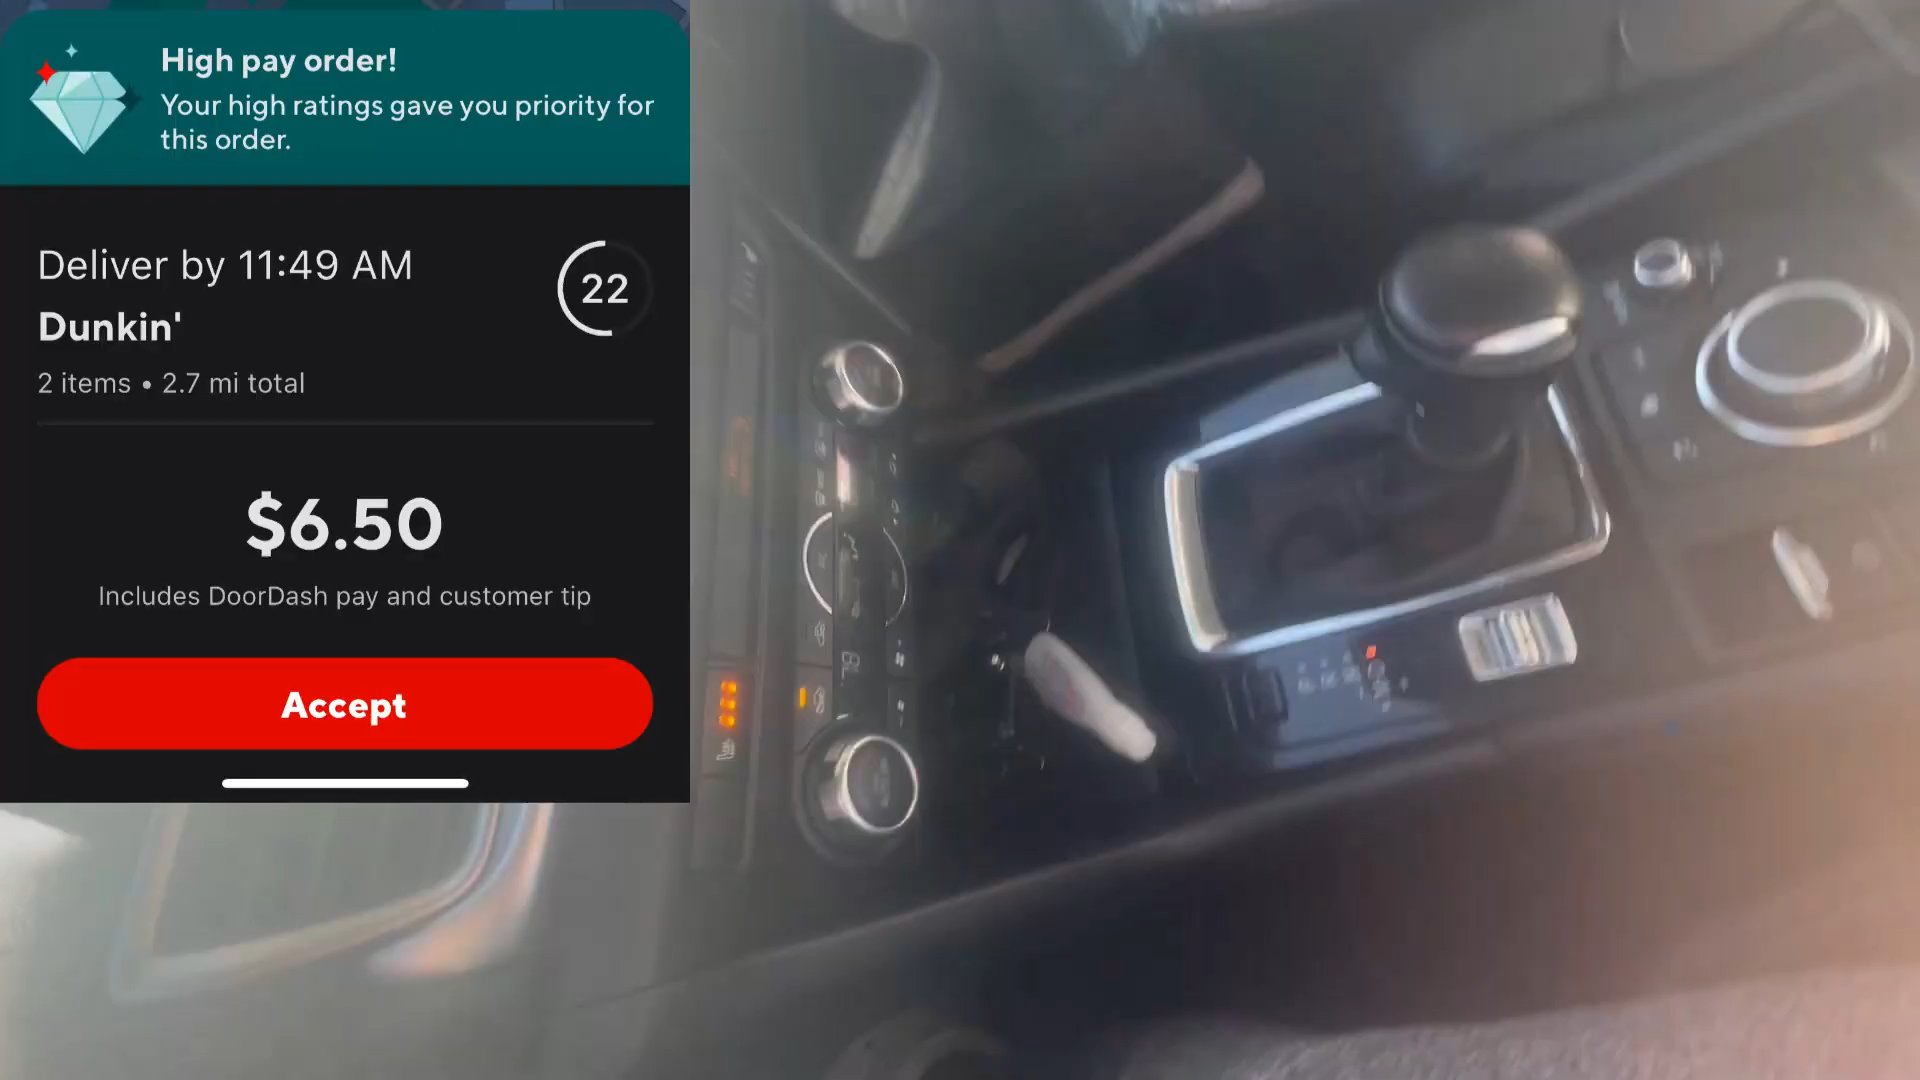 High pay order!
Your high ratings gave you priority for
this order.
Deliver by 11:49 AM
22
Dunkin'
2 items • 2.7 mi total
$6.50
Includes DoorDash pay and customer tip
Accept